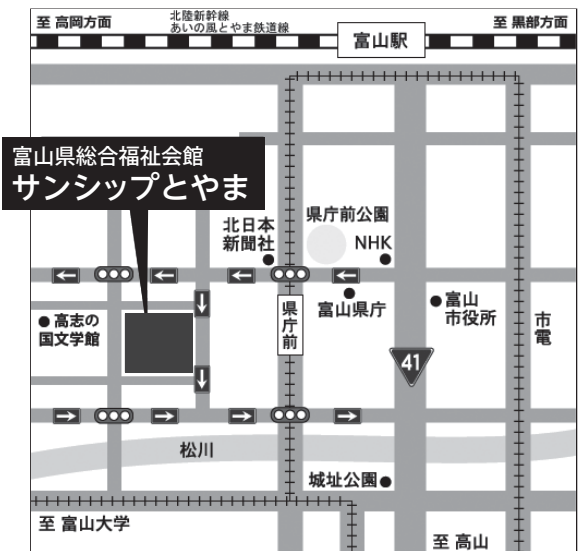 至 高岡方面
北陸新幹線
あいの風とやま鉄道線
富山駅
至 黒部方面
富山県総合福祉会館
サンシップとやま
北日本
新聞社
県庁前公園
NHK
富山県庁
富山
市役所
市電
県庁前
高志の
国文学館
41
松川
城址公園
至 富山大学
至 高山